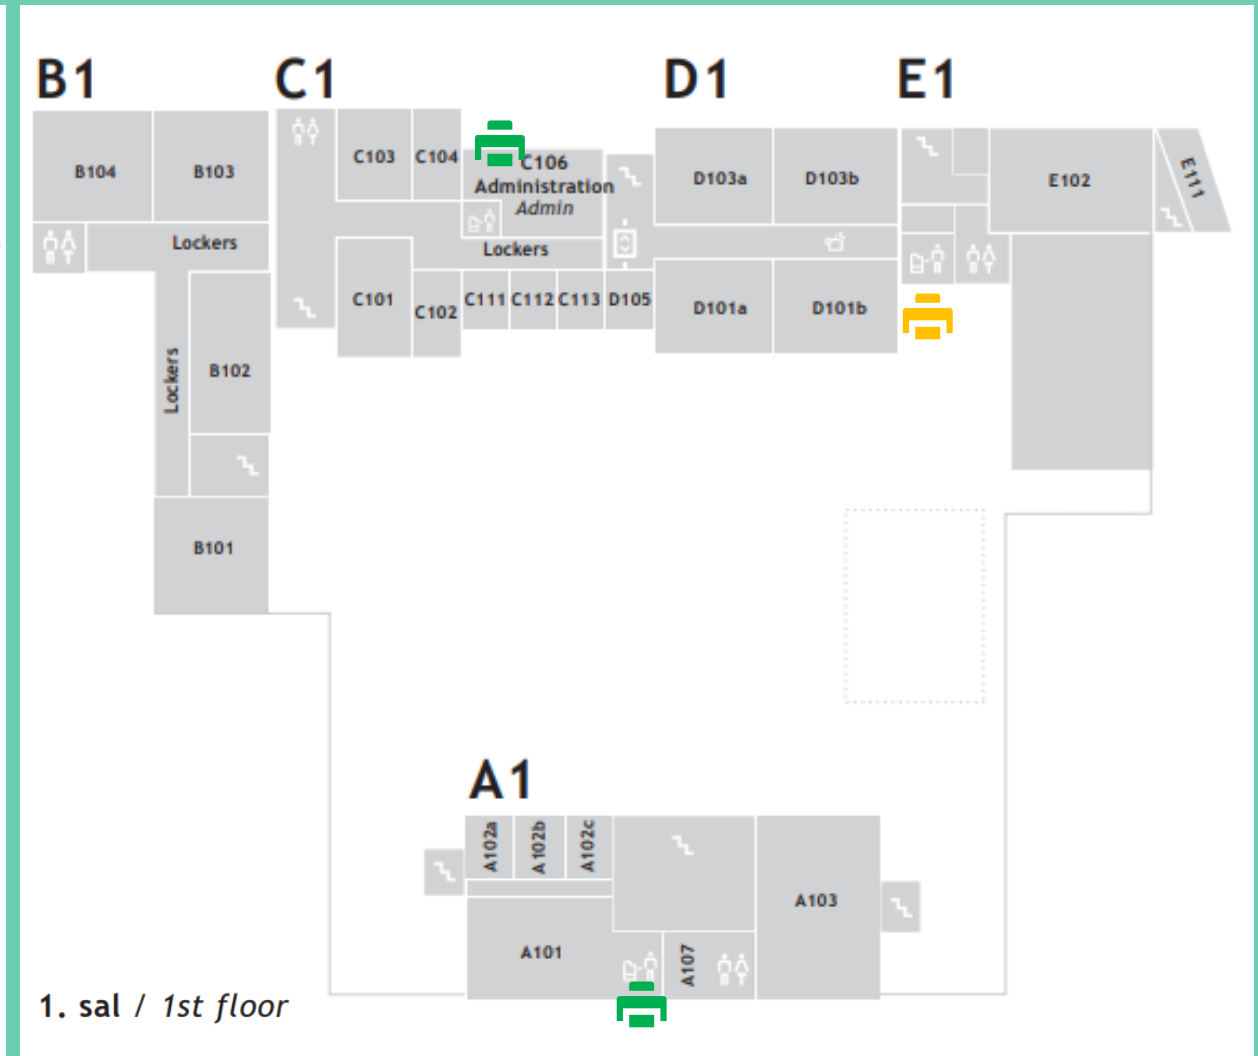 B1
C1
D1
E1
B104
B103
C103
C104
C106
Administration
Admin
D103a
D103b
E102
E111
Lockers
Lockers
C101
C102
C111
C112
C113
D105
D101a
D101b
Lockers
B102
B101
A1
A102a
A102b
A102c
A103
A101
A107
1. sal / 1st floor